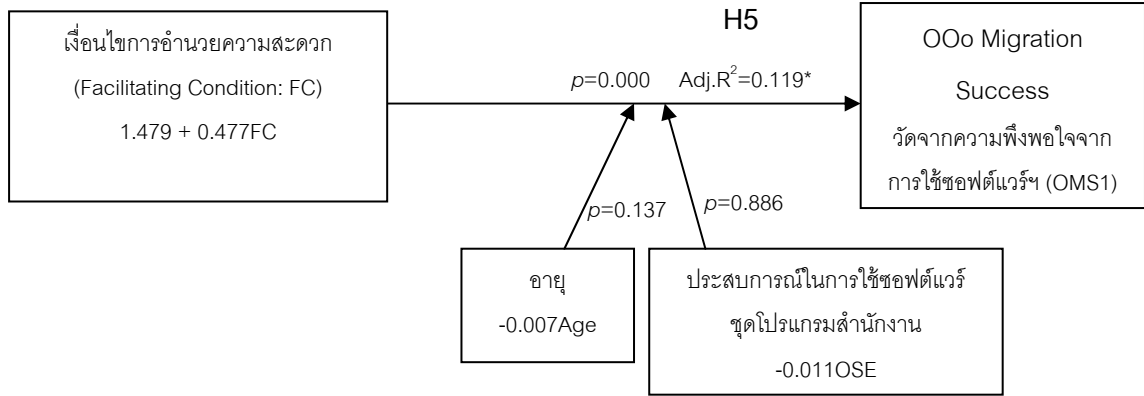 H5
เงื่อนไขการอำนวยความสะดวก
(Facilitating Condition: FC)
1.479 + 0.477FC
p=0.000 Adj.R²=0.119*
OOo Migration
Success
วัดจากความพึงพอใจจาก
การใช้ซอฟต์แวร์ฯ (OMS1)
p=0.137
p=0.886
อายุ
-0.007Age
ประสบการณ์ในการใช้ซอฟต์แวร์
ชุดโปรแกรมสำนักงาน
-0.011OSE